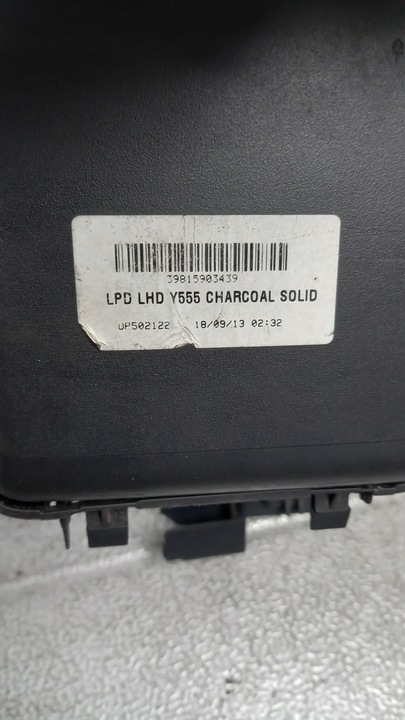 39815903439
LPD LHD Y555 CHARCOAL SOLID
UP502122 18/09/13 02:32